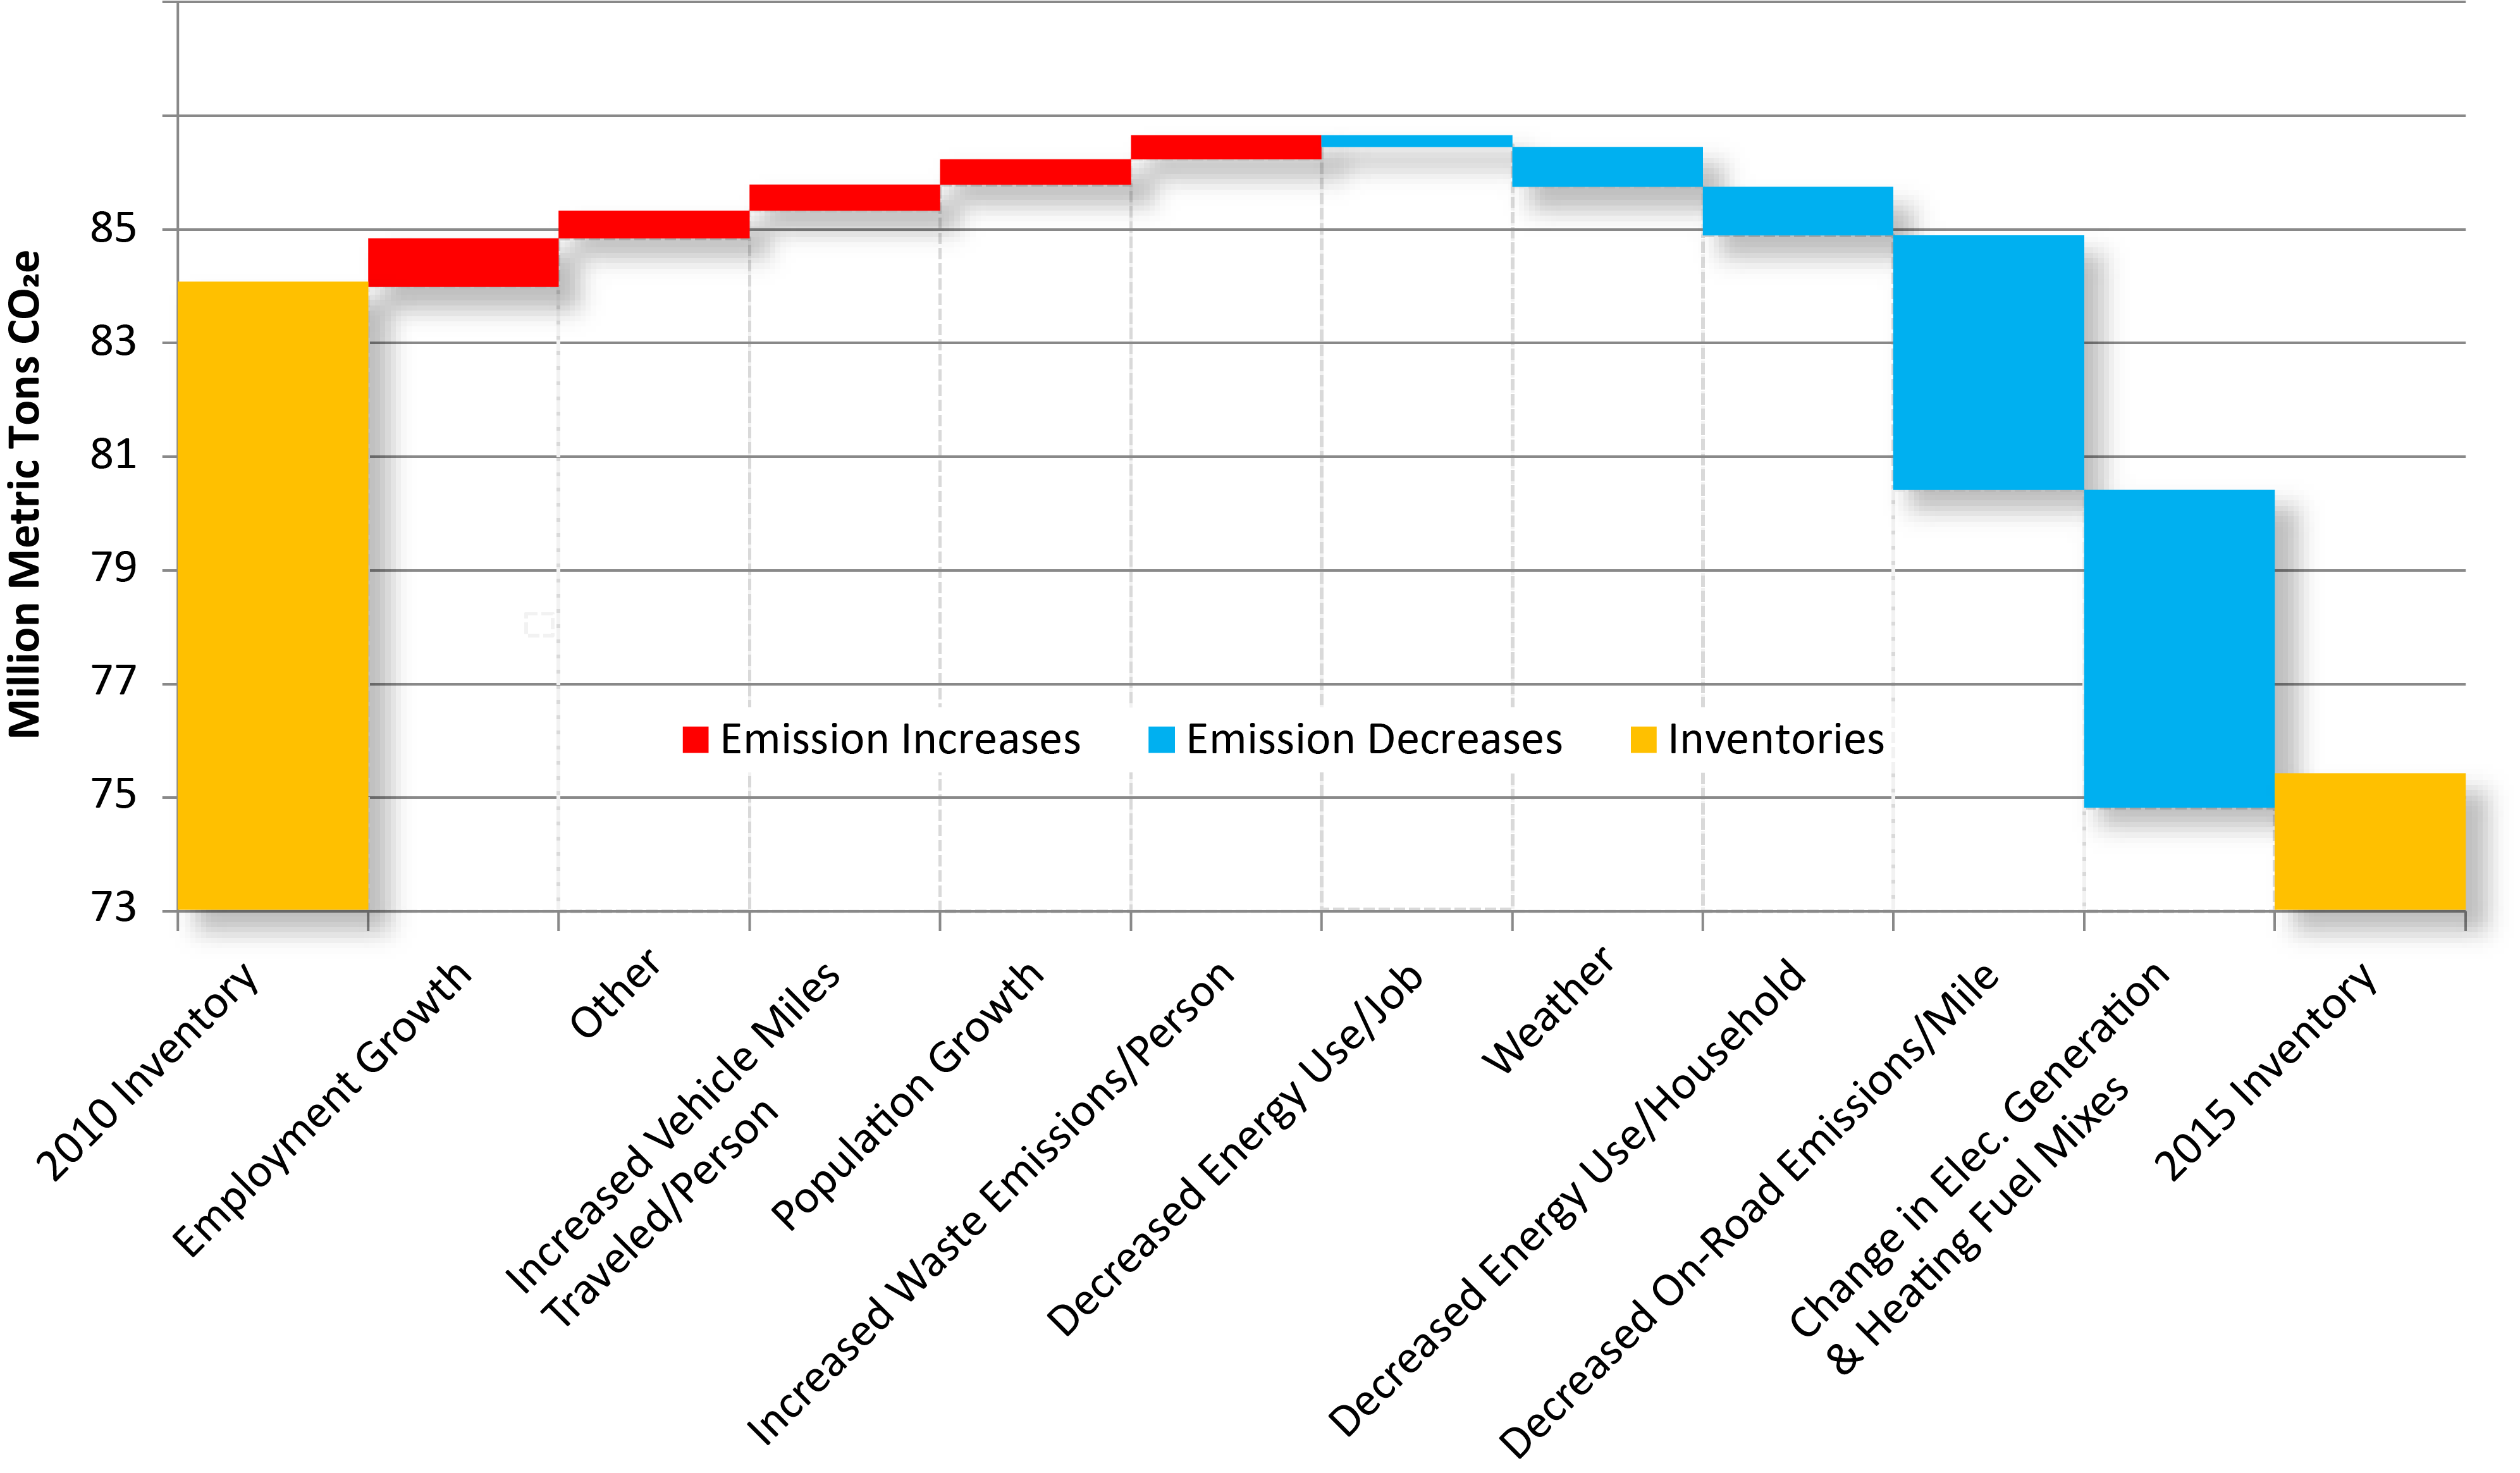 Million Metric Tons CO₂e
85
83
81
79
77
75
73
Emission Increases
Emission Decreases
Inventories
2010 Inventory
Employment Growth
Other
Increased Vehicle Miles
Traveled/Person
Population Growth
Increased Waste Emissions/Person
Decreased Energy Use/Job
Weather
Decreased Energy Use/Household
Decreased On-Road Emissions/Mile
Change in Elec. Generation
& Heating Fuel Mixes
2015 Inventory